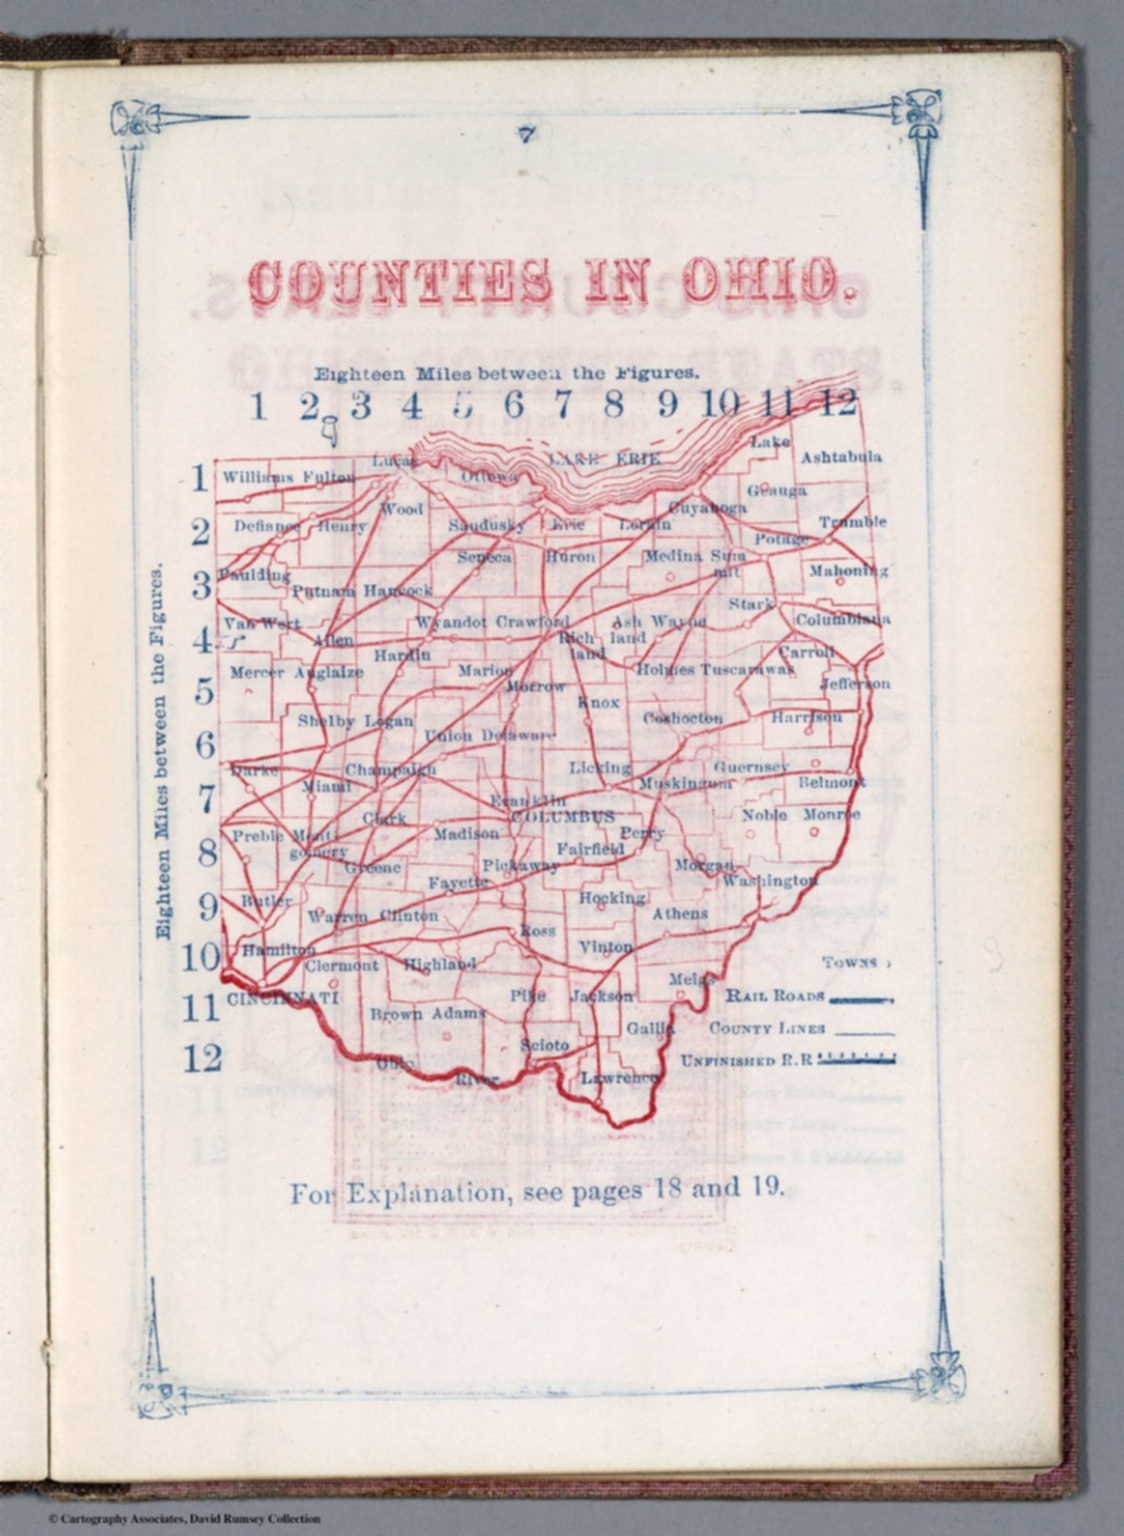 7
COUNTIES IN OHIO.
Eighteen Miles between the Figures.
1 2 3 4 5 6 7 8 9 10 11 12
Eighteen Miles between the Figures.
1
2
3
4
5
6
7
8
9
10
11
12
LAKE ERIE
Lake
Ashtabula
Williams Fulton Lucas Ottowa
Geauga
Wood
Cuyahoga
Defiance Henry Sandusky Erie Lorain
Trumble
Potage
Paulding
Seneca Huron Medina Sum
mit
Mahoning
Putnam Hancock
Stark
Van Wert Allen Wyandot Crawford Rich
land
Ash
land
Wayne
Columbiana
Hardin
Carroll
Mercer Auglaize Marion Holmes Tuscarawas
Morrow
Jefferson
Knox
Shelby Logan
Coshocton Harrison
Union Delaware
Darke Champaign Licking Guernsey
Miami Muskingum Belmont
Franklin
COLUMBUS
Clark Noble Monroe
Preble Mont
gomery
Madison Perry
Fairfield
Greene Pickaway Morgan
Fayette Washington
Butler
Hocking
Warren Clinton Athens
Ross
Hamilton Vinton
Clermont Highland
Meigs
CINCINNATI
Pike Jackson
Brown Adams
Gallia
Scioto
Ohio
River
Lawrence
TOWNS
RAIL ROADS
COUNTY LINES
UNFINISHED R.R
For Explanation, see pages 18 and 19.
© Cartography Associates, David Rumsey Collection